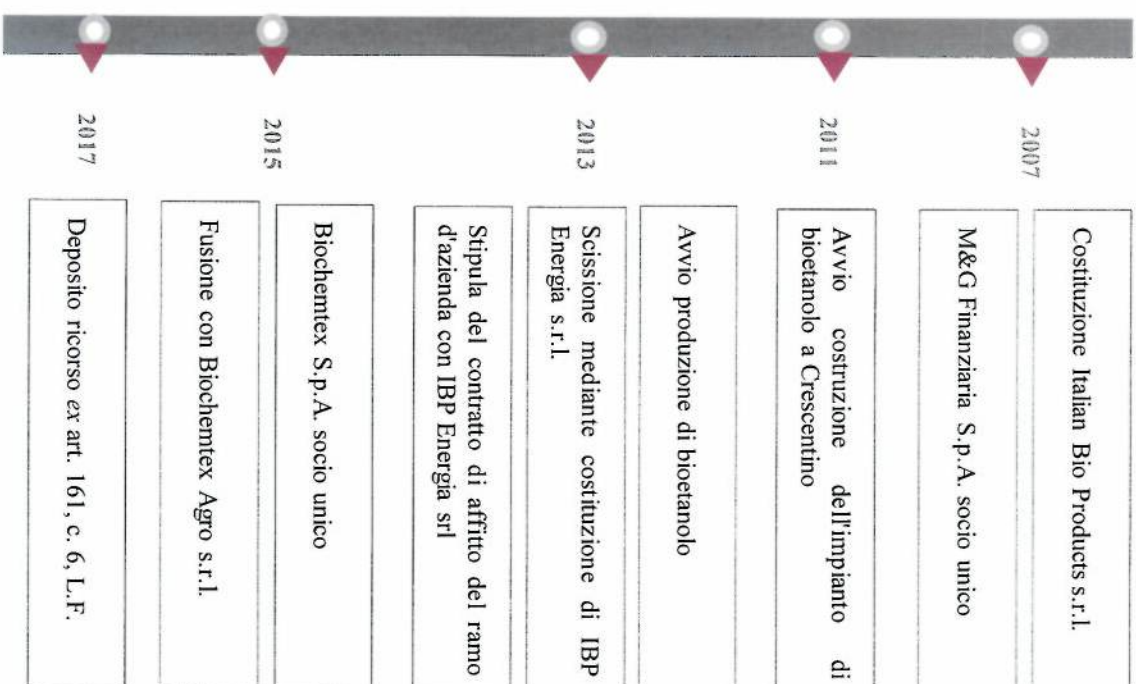 2007
Costituzione Italian Bio Products s.r.l.
M&G Finanziaria S.p.A. socio unico
2011
Avvio costruzione dell'impianto di
bioetanolo a Crescentino
2013
Avvio produzione di bioetanolo
Scissione mediante costituzione di IBP
Energia s.r.l.
Stipula del contratto di affitto del ramo
d'azienda con IBP Energia srl
2015
Biochemtex S.p.A. socio unico
Fusione con Biochemtex Agro s.r.l.
2017
Deposito ricorso ex art. 161, c. 6, L.F.